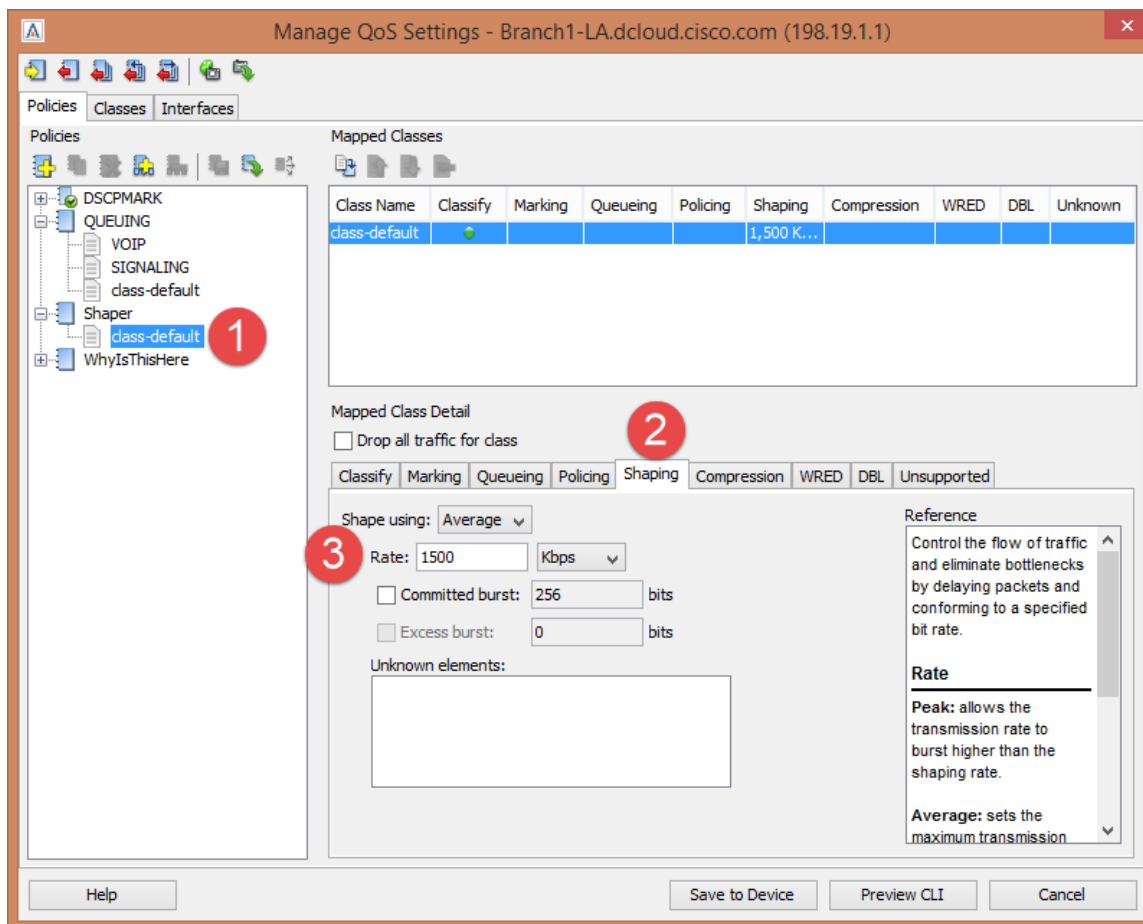 Manage QoS Settings - Branch1-LA.dcloud.cisco.com (198.19.1.1)
Policies Classes Interfaces
Policies
DSCPMARK
QUEUING
VOIP
SIGNALING
class-default
Shaper
class-default
1
WhyIsThisHere
Mapped Classes
Class Name Classify Marking Queueing Policing Shaping Compression WRED DBL Unknown
class-default 1,500 K...
Mapped Class Detail
Drop all traffic for class
2
Classify Marking Queueing Policing Shaping Compression WRED DBL Unsupported
Shape using: Average
3
Rate: 1500 Kbps
Committed burst: 256 bits
Excess burst: 0 bits
Unknown elements:
Reference
Control the flow of traffic
and eliminate bottlenecks
by delaying packets and
conforming to a specified
bit rate.
Rate
Peak: allows the
transmission rate to
burst higher than the
shaping rate.
Average: sets the
maximum transmission
Help Save to Device Preview CLI Cancel